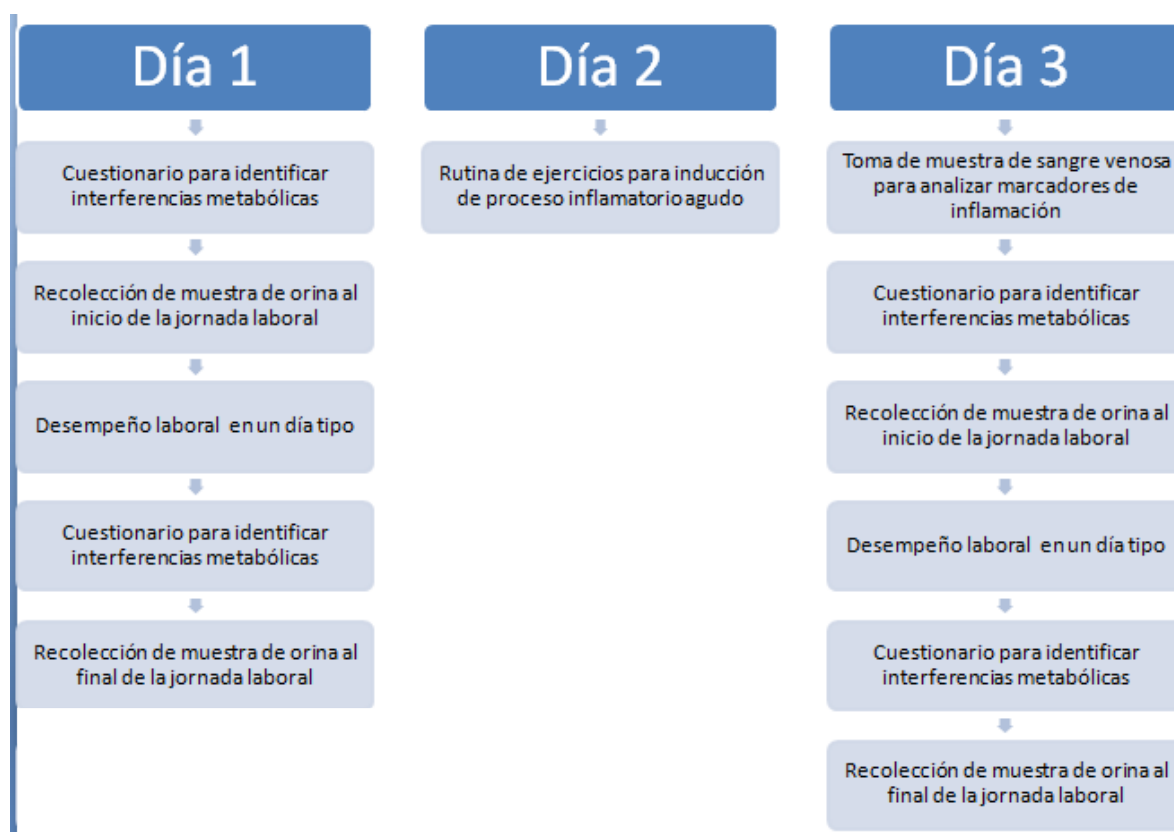 Día 1
Cuestionario para identificar
interferencias metabólicas
Recolección de muestra de orina al
inicio de la jornada laboral
Desempeño laboral en un día tipo
Cuestionario para identificar
interferencias metabólicas
Recolección de muestra de orina al
final de la jornada laboral
Día 2
Rutina de ejercicios para inducción
de proceso inflamatorio agudo
Día 3
Toma de muestra de sangre venosa
para analizar marcadores de
inflamación
Cuestionario para identificar
interferencias metabólicas
Recolección de muestra de orina al
inicio de la jornada laboral
Desempeño laboral en un día tipo
Cuestionario para identificar
interferencias metabólicas
Recolección de muestra de orina al
final de la jornada laboral